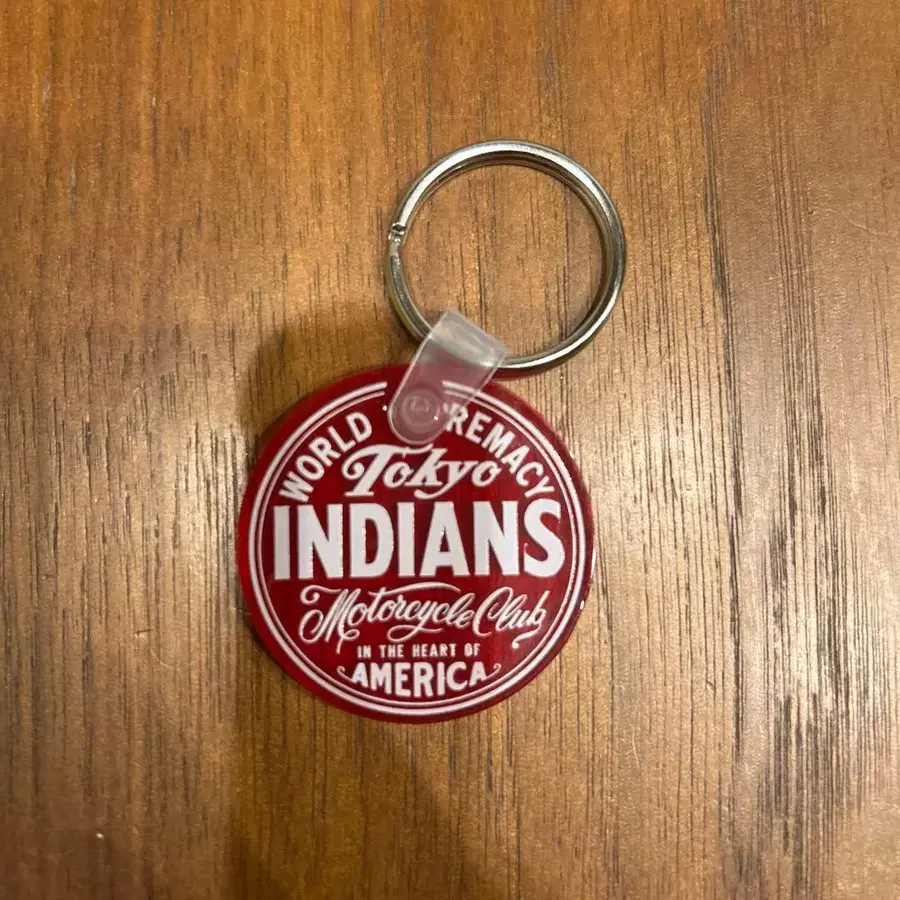 WORLD REMACY
Tokyo
INDIANS
Motorcycle Club
IN THE HEART OF
AMERICA